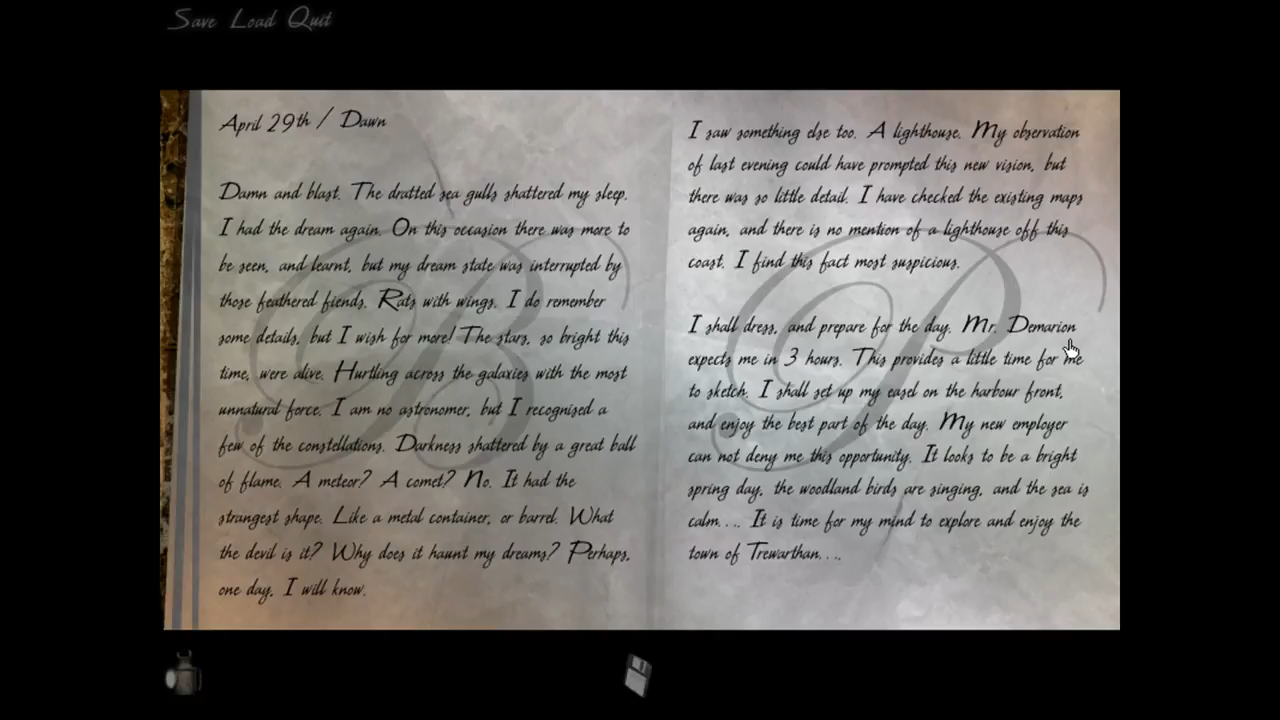 Save Load Quit
April 29th / Dawn
Damn and blast. The dratted sea gulls shattered my sleep.
I had the dream again. On this occasion there was more to
be seen, and learnt, but my dream state was interrupted by
those feathered fiends. Rats with wings. I do remember
some details, but I wish for more! The stars, so bright this
time, were alive. Hurtling across the galaxies with the most
unnatural force. I am no astronomer, but I recognised a
few of the constellations. Darkness shattered by a great ball
of flame. A meteor? A comet? No. It had the
strangest shape. Like a metal container, or barrel. What
the devil is it? Why does it haunt my dreams? Perhaps,
one day, I will know.
I saw something else too. A lighthouse. My observation
of last evening could have prompted this new vision, but
there was so little detail. I have checked the existing maps
again, and there is no mention of a lighthouse off this
coast. I find this fact most suspicious.
I shall dress, and prepare for the day. Mr. Demarion
expects me in 3 hours. This provides a little time for me
to sketch. I shall set up my easel on the harbour front,
and enjoy the best part of the day. My new employer
can not deny me this opportunity. It looks to be a bright
spring day, the woodland birds are singing, and the sea is
calm.... It is time for my mind to explore and enjoy the
town of Trewarthan....
B
P